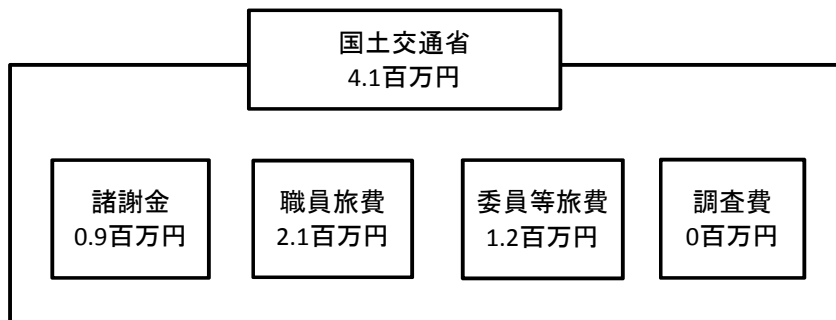 国土交通省
4.1百万円
諸謝金
0.9百万円
職員旅費
2.1百万円
委員等旅費
1.2百万円
調査費
0百万円